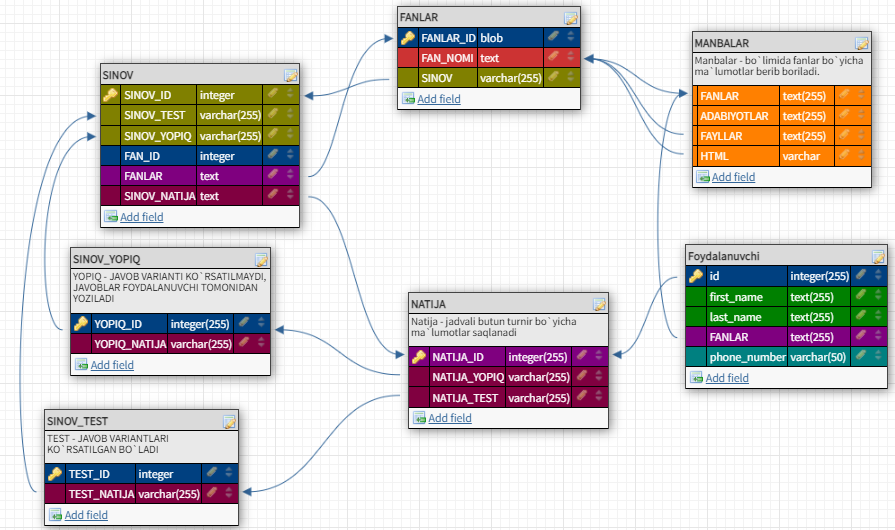 FANLAR
FANLAR_ID blob
FAN_NOMI text
SINOV varchar(255)
Add field
MANBALAR
Manbalar - bo`limida fanlar bo`yicha
ma`lumotlar berib boriladi.
FANLAR text(255)
ADABIYOTLAR text(255)
FAYLLAR text(255)
HTML varchar
Add field
SINOV
SINOV_ID integer
SINOV_TEST varchar(255)
SINOV_YOPIQ varchar(255)
FAN_ID integer
FANLAR text
SINOV_NATIJA text
Add field
SINOV_YOPIQ
YOPIQ - JAVOB VARIANTI KO`RSATILMAYDI,
JAVOBLAR FOYDALANUVCHI TOMONIDAN
YOZILADI
YOPIQ_ID integer(255)
YOPIQ_NATIJA varchar(255)
Add field
Foydalanuvchi
id integer(255)
first_name text(255)
last_name text(255)
FANLAR text(255)
phone_number varchar(50)
Add field
NATIJA
Natija - jadvali butun turnir bo`yicha
ma`lumotlar saqlanadi
NATIJA_ID integer(255)
NATIJA_YOPIQ varchar(255)
NATIJA_TEST varchar(255)
Add field
SINOV_TEST
TEST - JAVOB VARIANTLARI
KO`RSATILGAN BO`LADI
TEST_ID integer
TEST_NATIJA varchar(255)
Add field